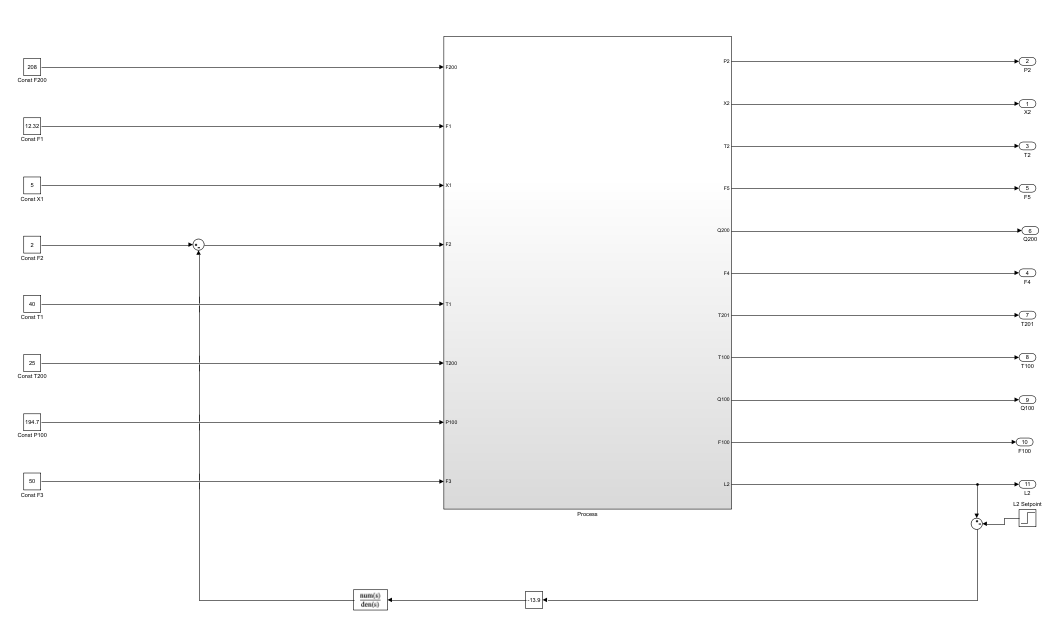 208
Const F200
F200
P2
2
P2
12.32
Const F1
F1
X2
1
X2
5
Const X1
X1
T2
3
T2
2
Const F2
F2
F5
5
F5
40
Const T1
T1
Q200
6
Q200
25
Const T200
T200
F4
4
F4
194.7
Const P100
P100
T201
7
T201
50
Const F3
F3
T100
8
T100
Q100
9
Q100
F100
10
F100
L2
11
L2
Process
L2 Setpoint
num(s)
den(s)
-13.9